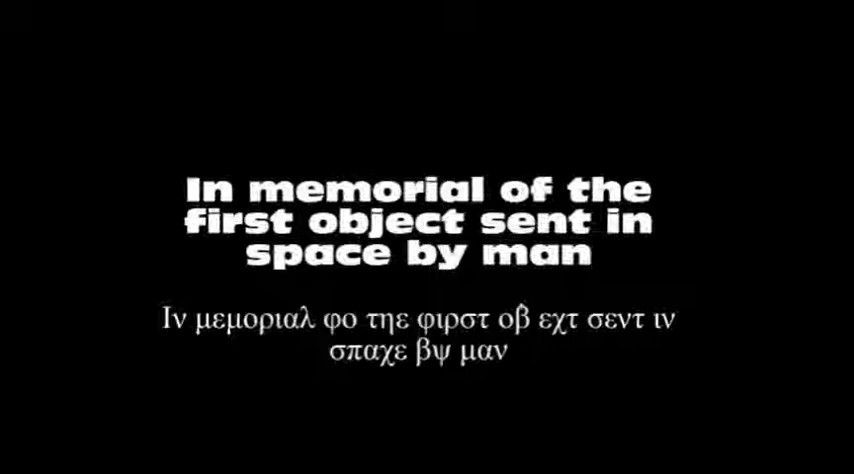 In memorial of the
first object sent in
space by man
Ιν μεμοριαλ φο τηε φιρστ οβ εχτ σεντ ιν
σπαχε βψ μαν